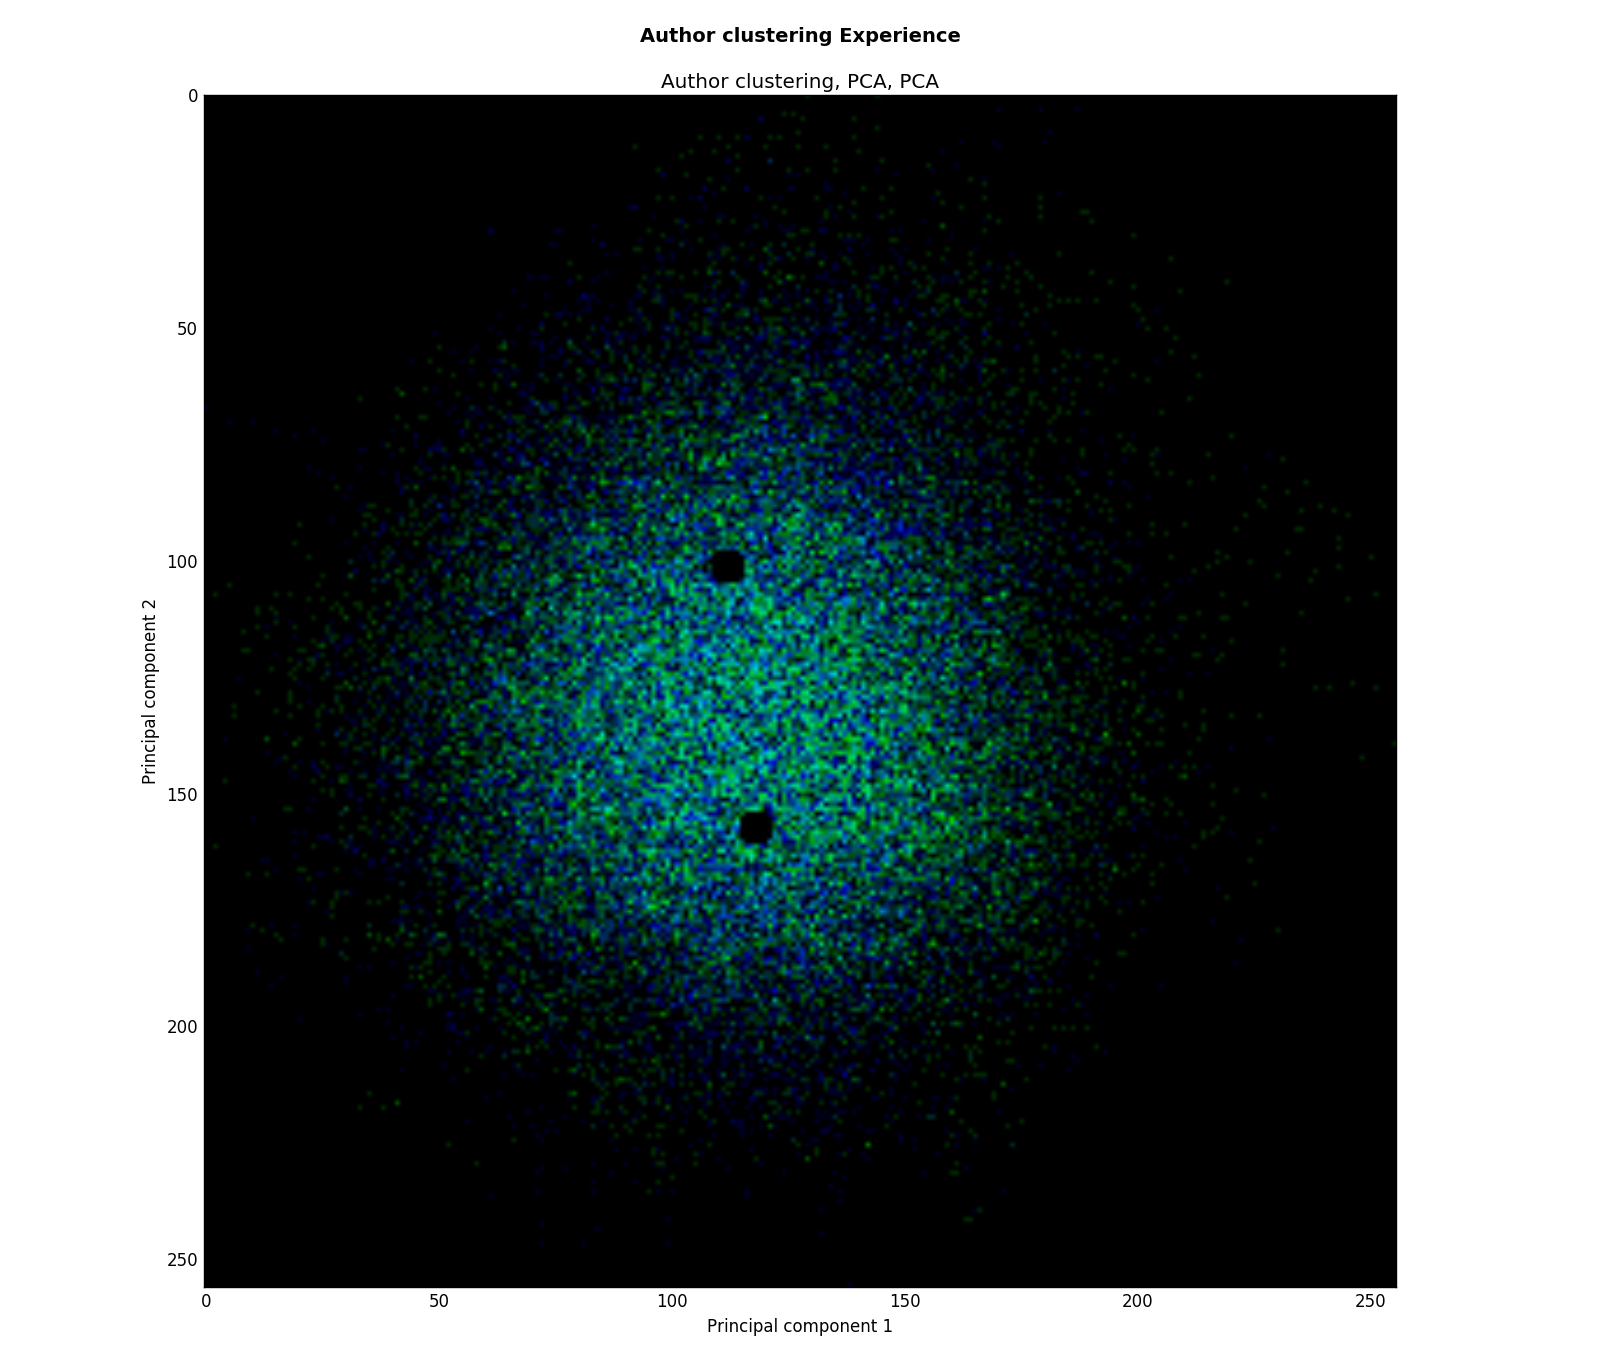 Author clustering Experience
Author clustering, PCA, PCA
0
50
100
150
200
250
Principal component 2
0 50 100 150 200 250
Principal component 1